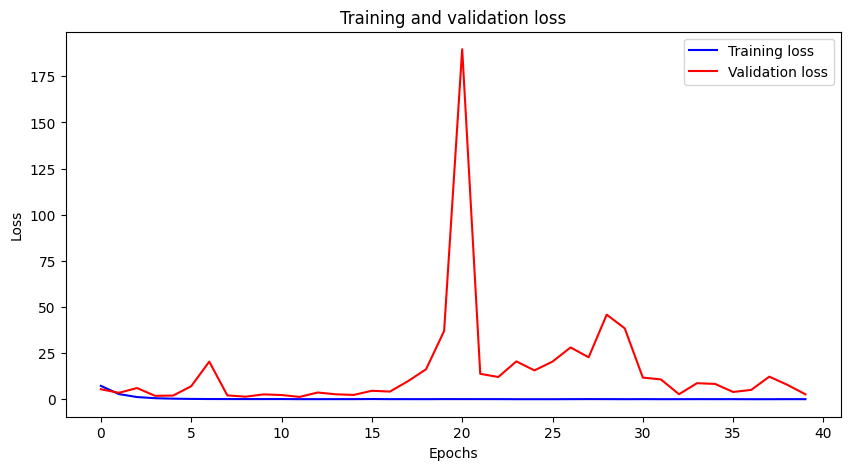 Training and validation loss
Training loss
Validation loss
175
150
125
100
75
50
25
0
Loss
0 5 10 15 20 25 30 35 40
Epochs